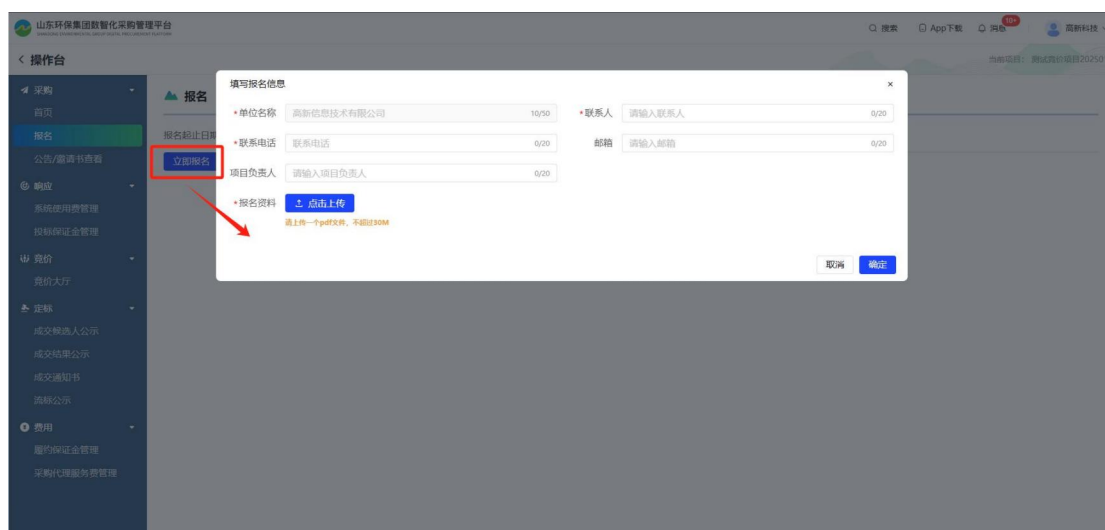 山东环保集团数智化采购管理平台
搜索 App下载 消息 10+ 高新科技
操作台
当前项目：
采购
首页
报名
公告/邀请书查看
响应
系统使用费管理
投标保证金管理
竞价
竞价大厅
定标
成交候选人公示
成交结果公示
成交通知书
流标公示
费用
履约保证金管理
采购代理服务费管理
报名
报名起止日期
立即报名
填写报名信息 ×
*单位名称 高新信息技术有限公司 10/50
*联系人 请输入联系人 0/20
*联系电话 联系电话 0/20
邮箱 请输入邮箱 0/20
项目负责人 请输入项目负责人 0/20
*报名资料 点击上传
请上传一个pdf文件，不超过30M
取消 确定